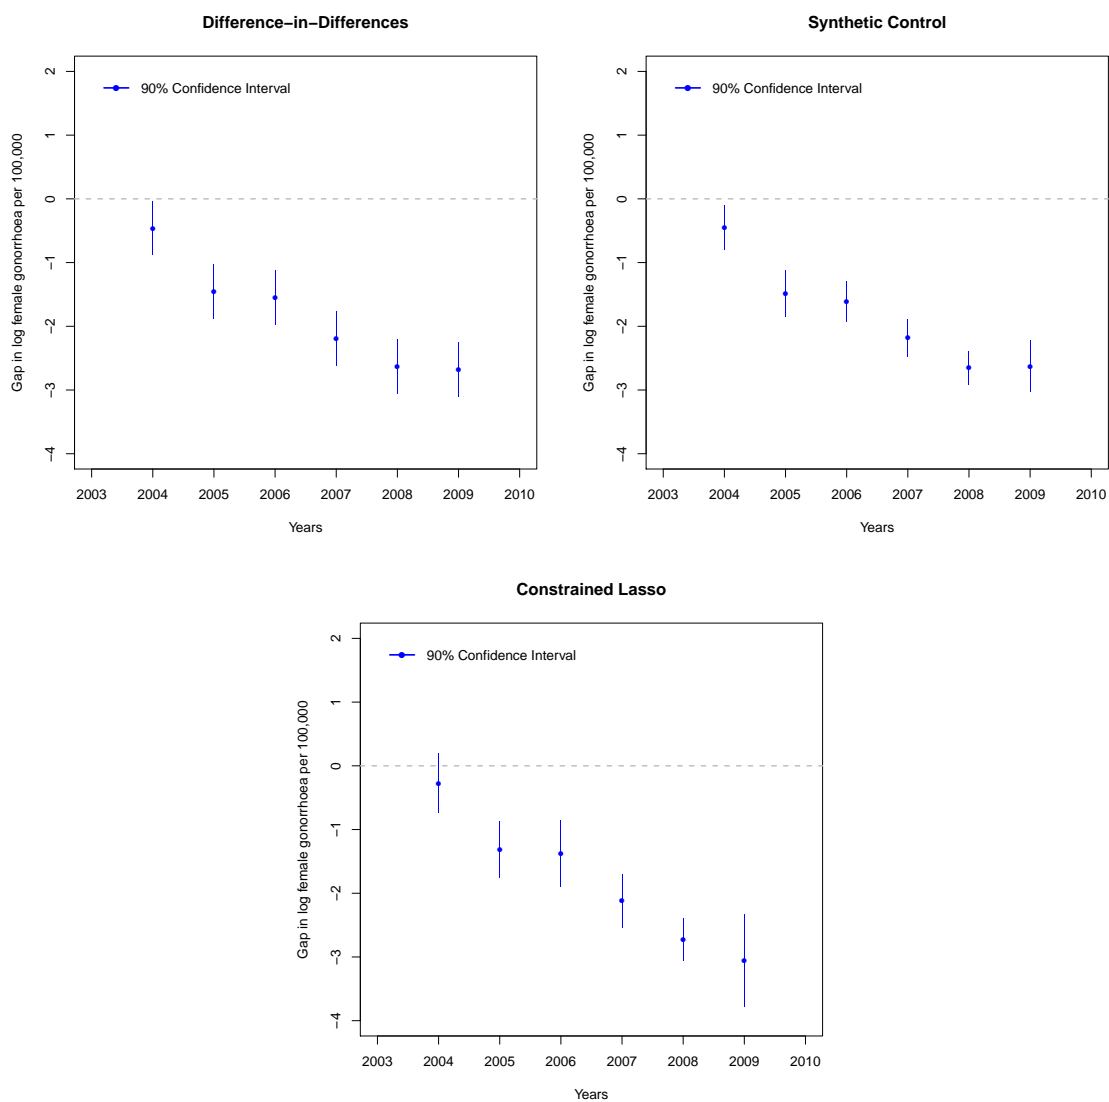 Difference−in−Differences
90% Confidence Interval
Gap in log female gonorrhoea per 100,000
2
1
0
−1
−2
−3
−4
2003 2004 2005 2006 2007 2008 2009 2010
Years
Synthetic Control
90% Confidence Interval
Gap in log female gonorrhoea per 100,000
2
1
0
−1
−2
−3
−4
2003 2004 2005 2006 2007 2008 2009 2010
Years
Constrained Lasso
90% Confidence Interval
Gap in log female gonorrhoea per 100,000
2
1
0
−1
−2
−3
−4
2003 2004 2005 2006 2007 2008 2009 2010
Years